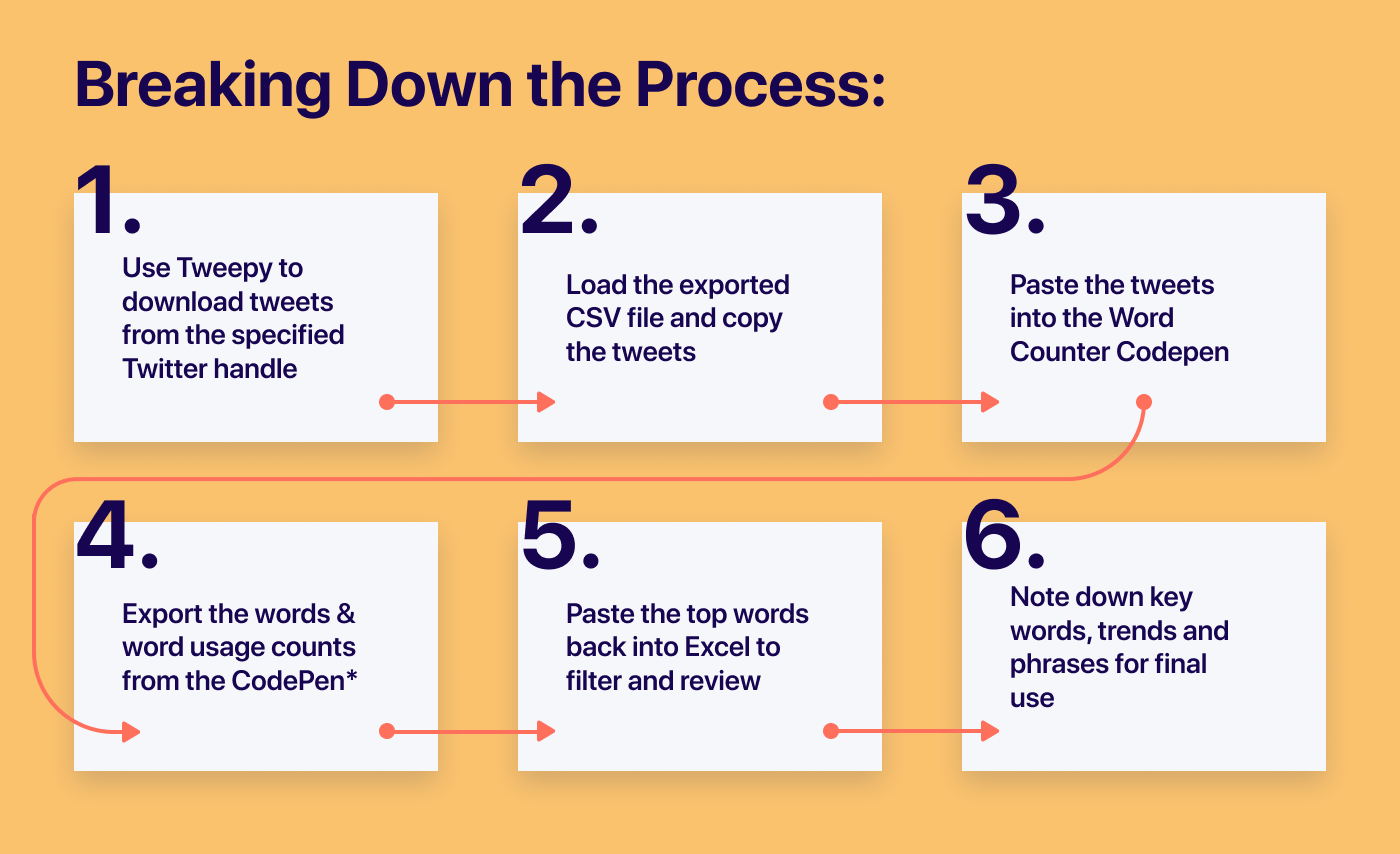 Breaking Down the Process:
1.
Use Tweepy to
download tweets
from the specified
Twitter handle
2.
Load the exported
CSV file and copy
the tweets
3.
Paste the tweets
into the Word
Counter Codepen
4.
Export the words &
word usage counts
from the CodePen*
5.
Paste the top words
back into Excel to
filter and review
6.
Note down key
words, trends and
phrases for final
use